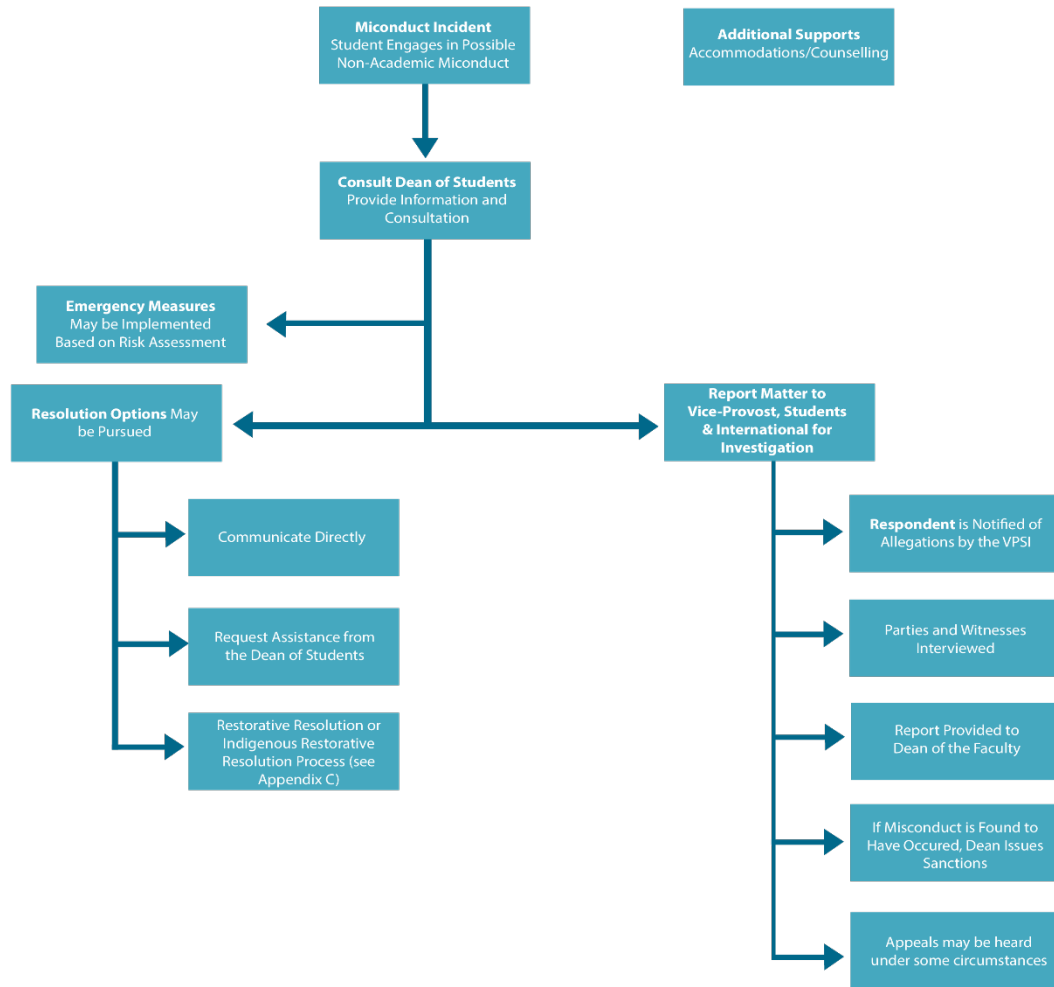 Miconduct Incident
Student Engages in Possible
Non-Academic Miconduct
Additional Supports
Accommodations/Counselling
Consult Dean of Students
Provide Information and
Consultation
Emergency Measures
May be Implemented
Based on Risk Assessment
Resolution Options May
be Pursued
Report Matter to
Vice-Provost, Students
& International for
Investigation
Communicate Directly
Request Assistance from
the Dean of Students
Restorative Resolution or
Indigenous Restorative
Resolution Process (see
Appendix C)
Respondent is Notified of
Allegations by the VPSI
Parties and Witnesses
Interviewed
Report Provided to
Dean of the Faculty
If Misconduct is Found to
Have Occured, Dean Issues
Sanctions
Appeals may be heard
under some circumstances